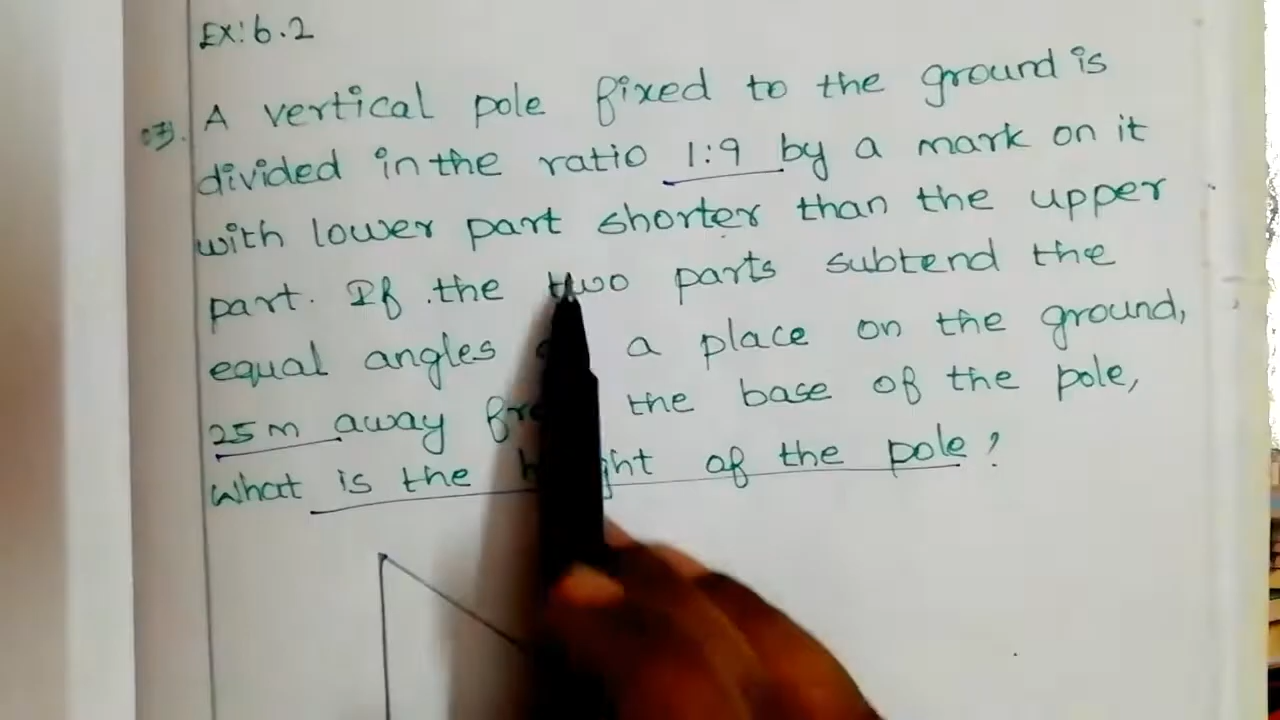 EX: 6.2
07. A vertical pole fixed to the ground is
divided in the ratio 1:9 by a mark on it
with lower part shorter than the upper
part. If the two parts subtend the
equal angles a place on the ground,
25m away the base of the pole,
What is the of the pole?